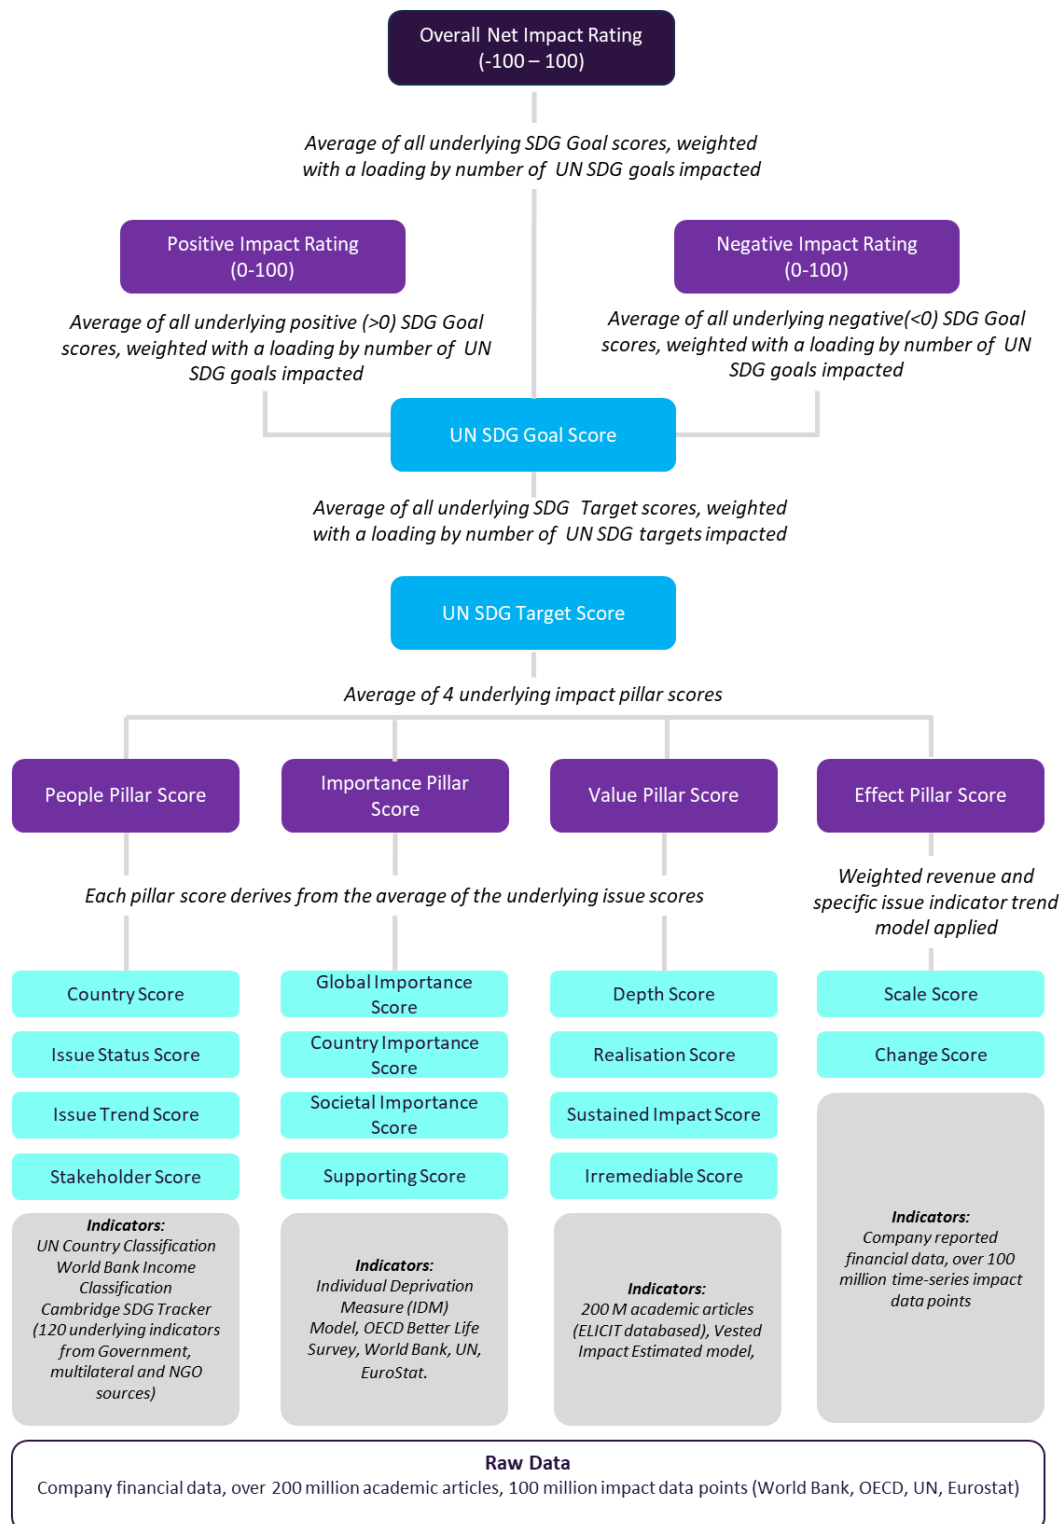 Overall Net Impact Rating
(-100 – 100)
Average of all underlying SDG Goal scores, weighted
with a loading by number of UN SDG goals impacted
Positive Impact Rating
(0-100)
Negative Impact Rating
(0-100)
Average of all underlying positive (>0) SDG Goal
scores, weighted with a loading by number of UN
SDG goals impacted
Average of all underlying negative(<0) SDG Goal
scores, weighted with a loading by number of UN
SDG goals impacted
UN SDG Goal Score
Average of all underlying SDG Target scores, weighted
with a loading by number of UN SDG targets impacted
UN SDG Target Score
Average of 4 underlying impact pillar scores
People Pillar Score
Importance Pillar
Score
Value Pillar Score
Effect Pillar Score
Each pillar score derives from the average of the underlying issue scores
Weighted revenue and
specific issue indicator trend
model applied
Country Score
Issue Status Score
Issue Trend Score
Stakeholder Score
Indicators:
UN Country Classification
World Bank Income
Classification
Cambridge SDG Tracker
(120 underlying indicators
from Government,
multilateral and NGO
sources)
Global Importance
Score
Country Importance
Score
Societal Importance
Score
Supporting Score
Indicators:
Individual Deprivation
Measure (IDM)
Model, OECD Better Life
Survey, World Bank, UN,
EuroStat.
Depth Score
Realisation Score
Sustained Impact Score
Irremediable Score
Indicators:
200 M academic articles
(ELICIT databased), Vested
Impact Estimated model,
Scale Score
Change Score
Indicators:
Company reported
financial data, over 100
million time-series impact
data points
Raw Data
Company financial data, over 200 million academic articles, 100 million impact data points (World Bank, OECD, UN, Eurostat)